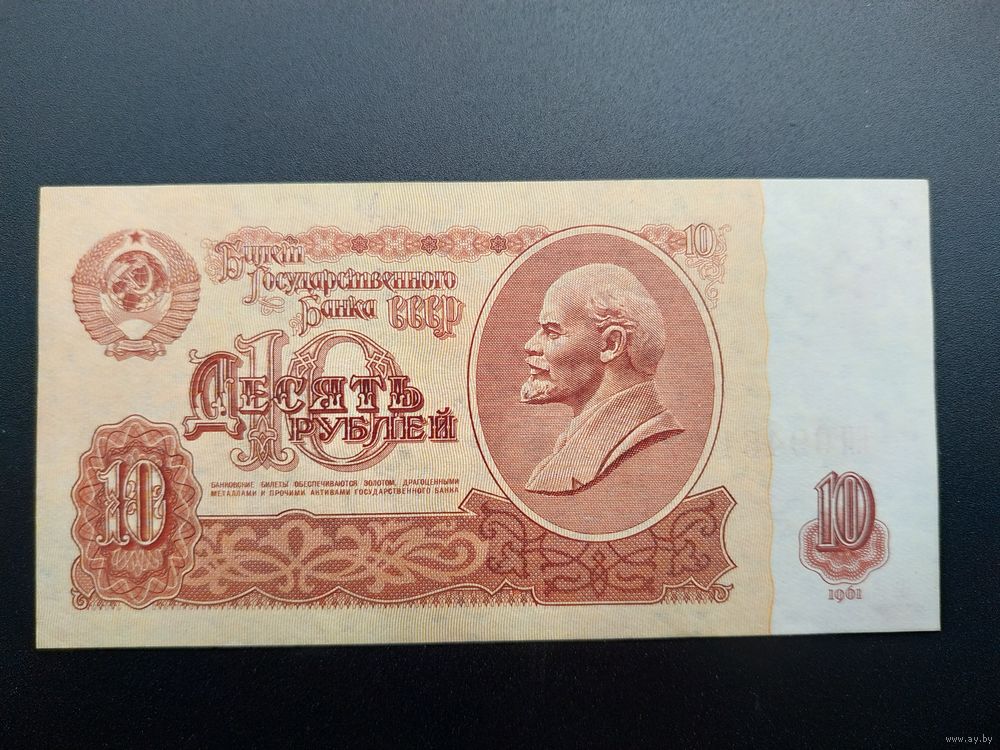 Билет
Государственного
Банка СССР
10
10
Десять
рублей
БАНКОВСКИЕ БИЛЕТЫ ОБЕСПЕЧИВАЮТСЯ ЗОЛОТОМ, ДРАГОЦЕННЫМИ
МЕТАЛЛАМИ И ПРОЧИМИ АКТИВАМИ ГОСУДАРСТВЕННОГО БАНКА
10
10
1961
www.ay.by